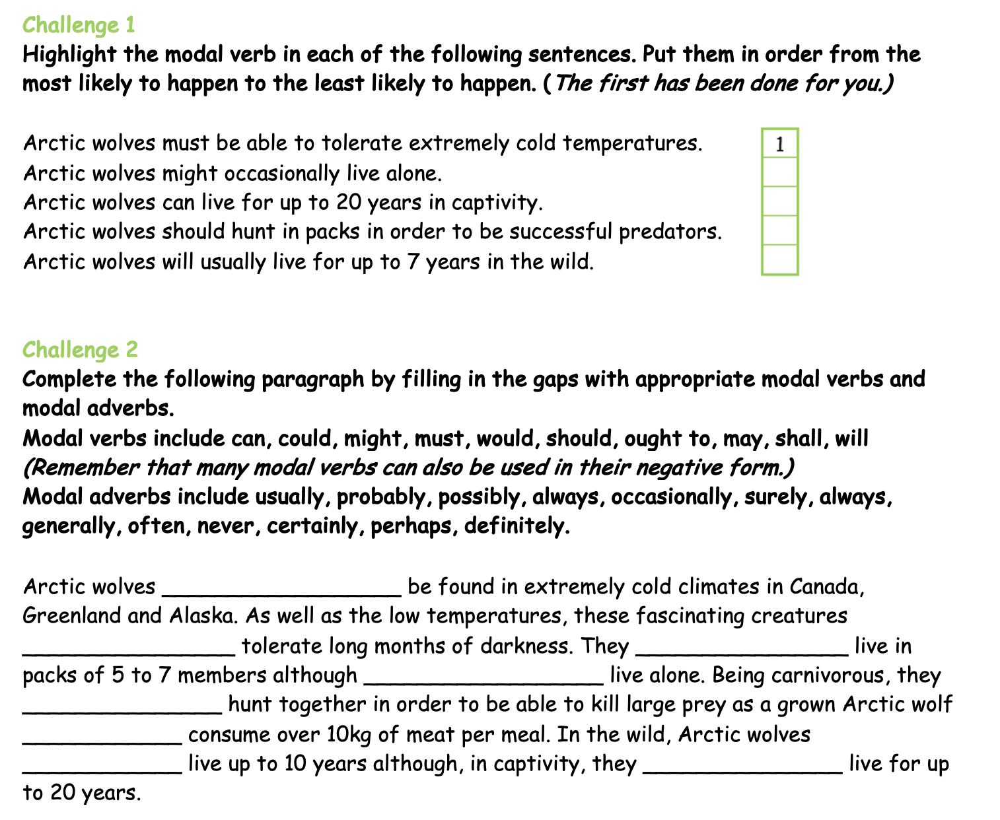 Challenge 1
Highlight the modal verb in each of the following sentences. Put them in order from the
most likely to happen to the least likely to happen. (The first has been done for you.)
Arctic wolves must be able to tolerate extremely cold temperatures. 1
Arctic wolves might occasionally live alone.
Arctic wolves can live for up to 20 years in captivity.
Arctic wolves should hunt in packs in order to be successful predators.
Arctic wolves will usually live for up to 7 years in the wild.
Challenge 2
Complete the following paragraph by filling in the gaps with appropriate modal verbs and
modal adverbs.
Modal verbs include can, could, might, must, would, should, ought to, may, shall, will
(Remember that many modal verbs can also be used in their negative form.)
Modal adverbs include usually, probably, possibly, always, occasionally, surely, always,
generally, often, never, certainly, perhaps, definitely.
Arctic wolves __________________ be found in extremely cold climates in Canada,
Greenland and Alaska. As well as the low temperatures, these fascinating creatures
________________ tolerate long months of darkness. They ________________ live in
packs of 5 to 7 members although __________________ live alone. Being carnivorous, they
_______________ hunt together in order to be able to kill large prey as a grown Arctic wolf
____________ consume over 10kg of meat per meal. In the wild, Arctic wolves
____________ live up to 10 years although, in captivity, they _______________ live for up
to 20 years.